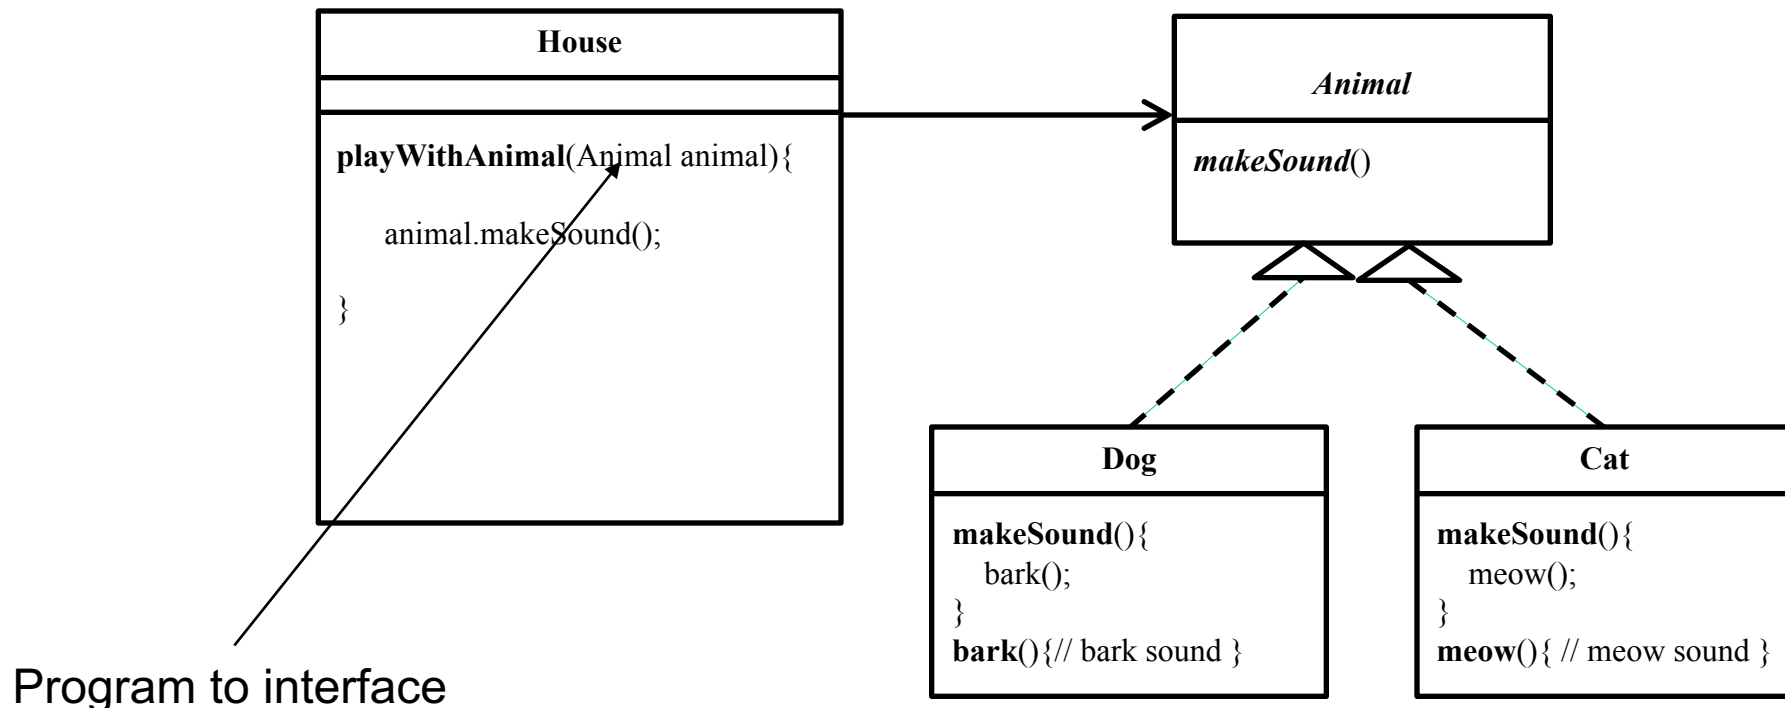 House
playWithAnimal(Animal animal){
animal.makeSound();
}
Animal
makeSound()
Dog
makeSound(){
bark();
}
bark(){// bark sound }
Cat
makeSound(){
meow();
}
meow(){ // meow sound }
Program to interface